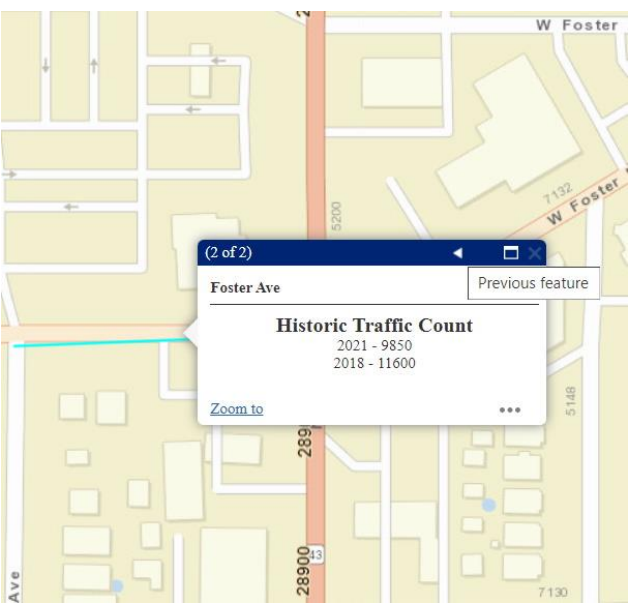 W Foster
7132
W Foster
5200
(2 of 2)
Previous feature
Foster Ave
Historic Traffic Count
2021 - 9850
2018 - 11600
Zoom to
5148
289
28900
43
Ave
7130